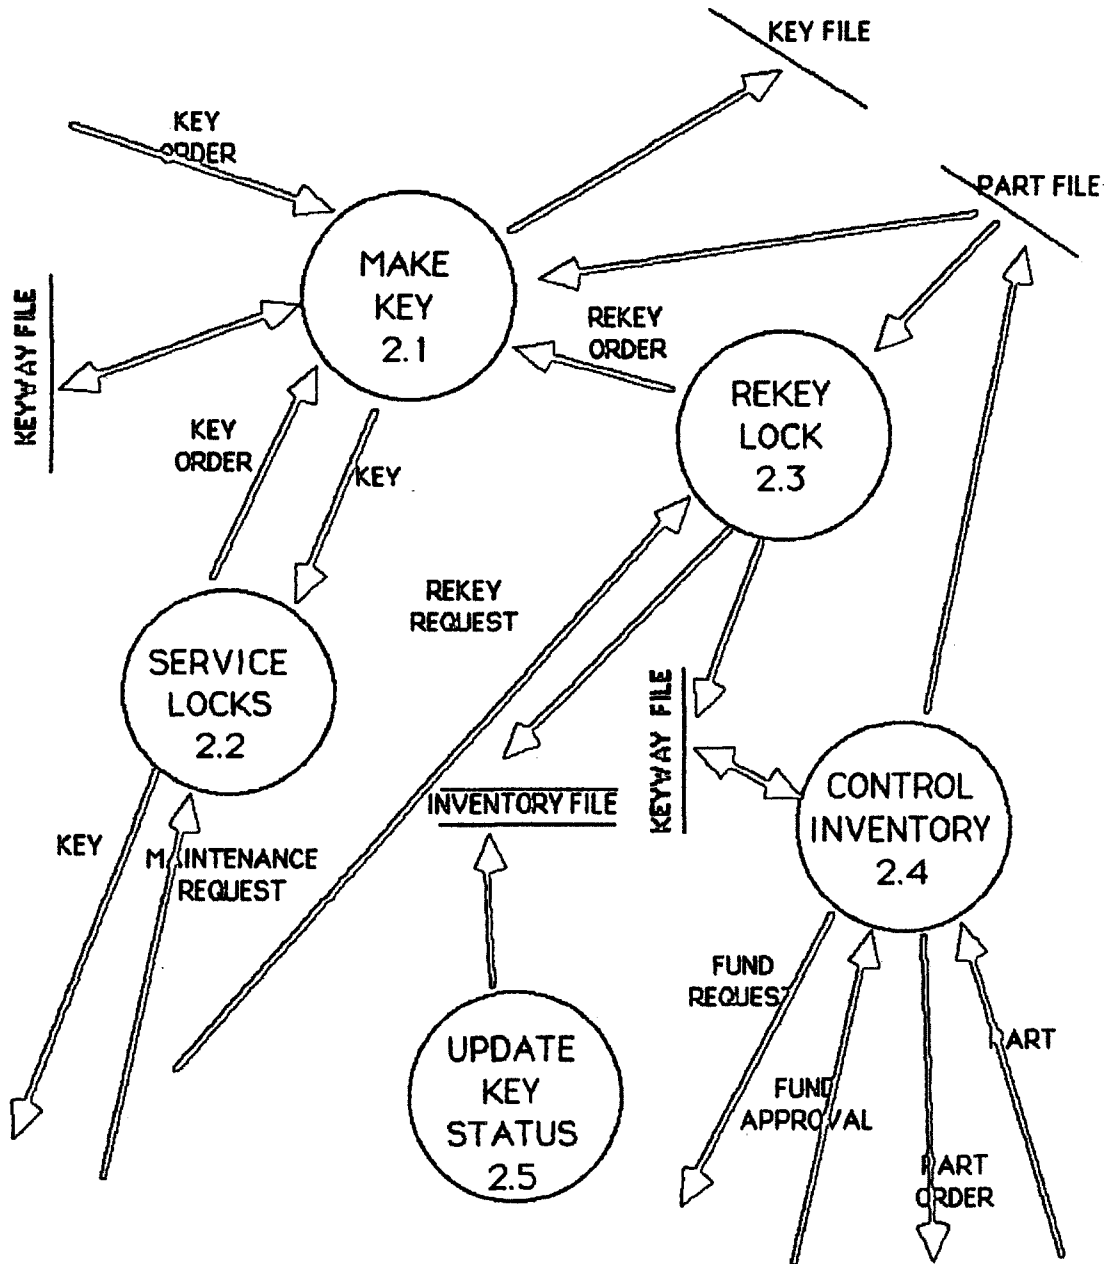 KEY FILE
KEY
ORDER
PART FILE
MAKE
KEY
2.1
KEYWAY FILE
REKEY
ORDER
REKEY
LOCK
2.3
KEY
ORDER
KEY
REKEY
REQUEST
SERVICE
LOCKS
2.2
KEYWAY FILE
INVENTORY FILE
CONTROL
INVENTORY
2.4
KEY
MAINTENANCE
REQUEST
FUND
REQUEST
UPDATE
KEY
STATUS
2.5
PART
FUND
APPROVAL
PART
ORDER